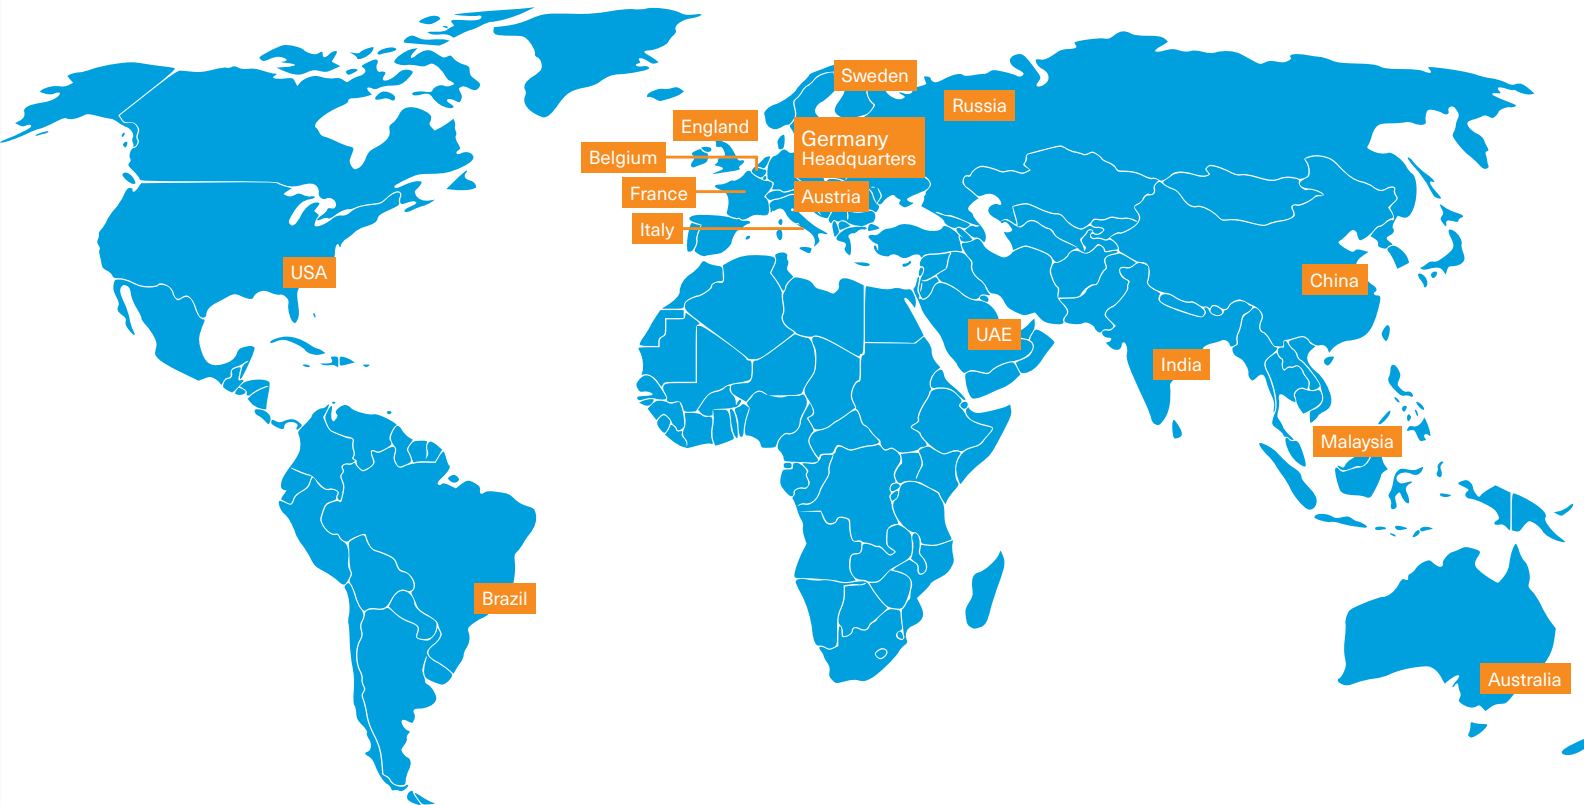 Sweden
Russia
England
Germany
Headquarters
Belgium
France
Austria
Italy
USA
China
UAE
India
Malaysia
Brazil
Australia